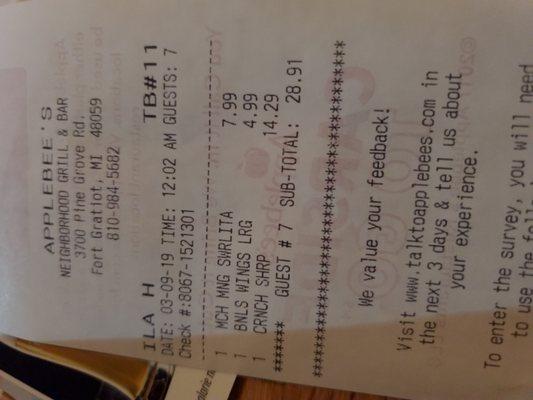 APPLEBEE'S
NEIGHBORHOOD GRILL & BAR
3700 Pine Grove Rd.
Fort Gratiot, MI 48059
810-984-5682
ILA H TB#11
DATE: 03-09-19 TIME: 12:02 AM GUESTS: 7
Check #:8067-1521301
1 MCH MNG SWRLITA 7.99
1 BNLS WINGS LRG 4.99
1 CRNCH SHRP 14.29
******* GUEST # 7 SUB-TOTAL: 28.91
****************************************
We value your feedback!
Visit www.talktoapplebees.com in
the next 3 days & tell us about
your experience.
To enter the survey, you will need
to use the